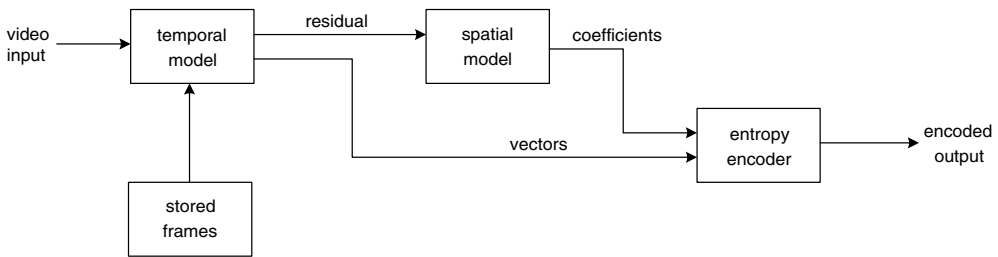 video
input
temporal
model
residual
spatial
model
coefficients
vectors
entropy
encoder
encoded
output
stored
frames